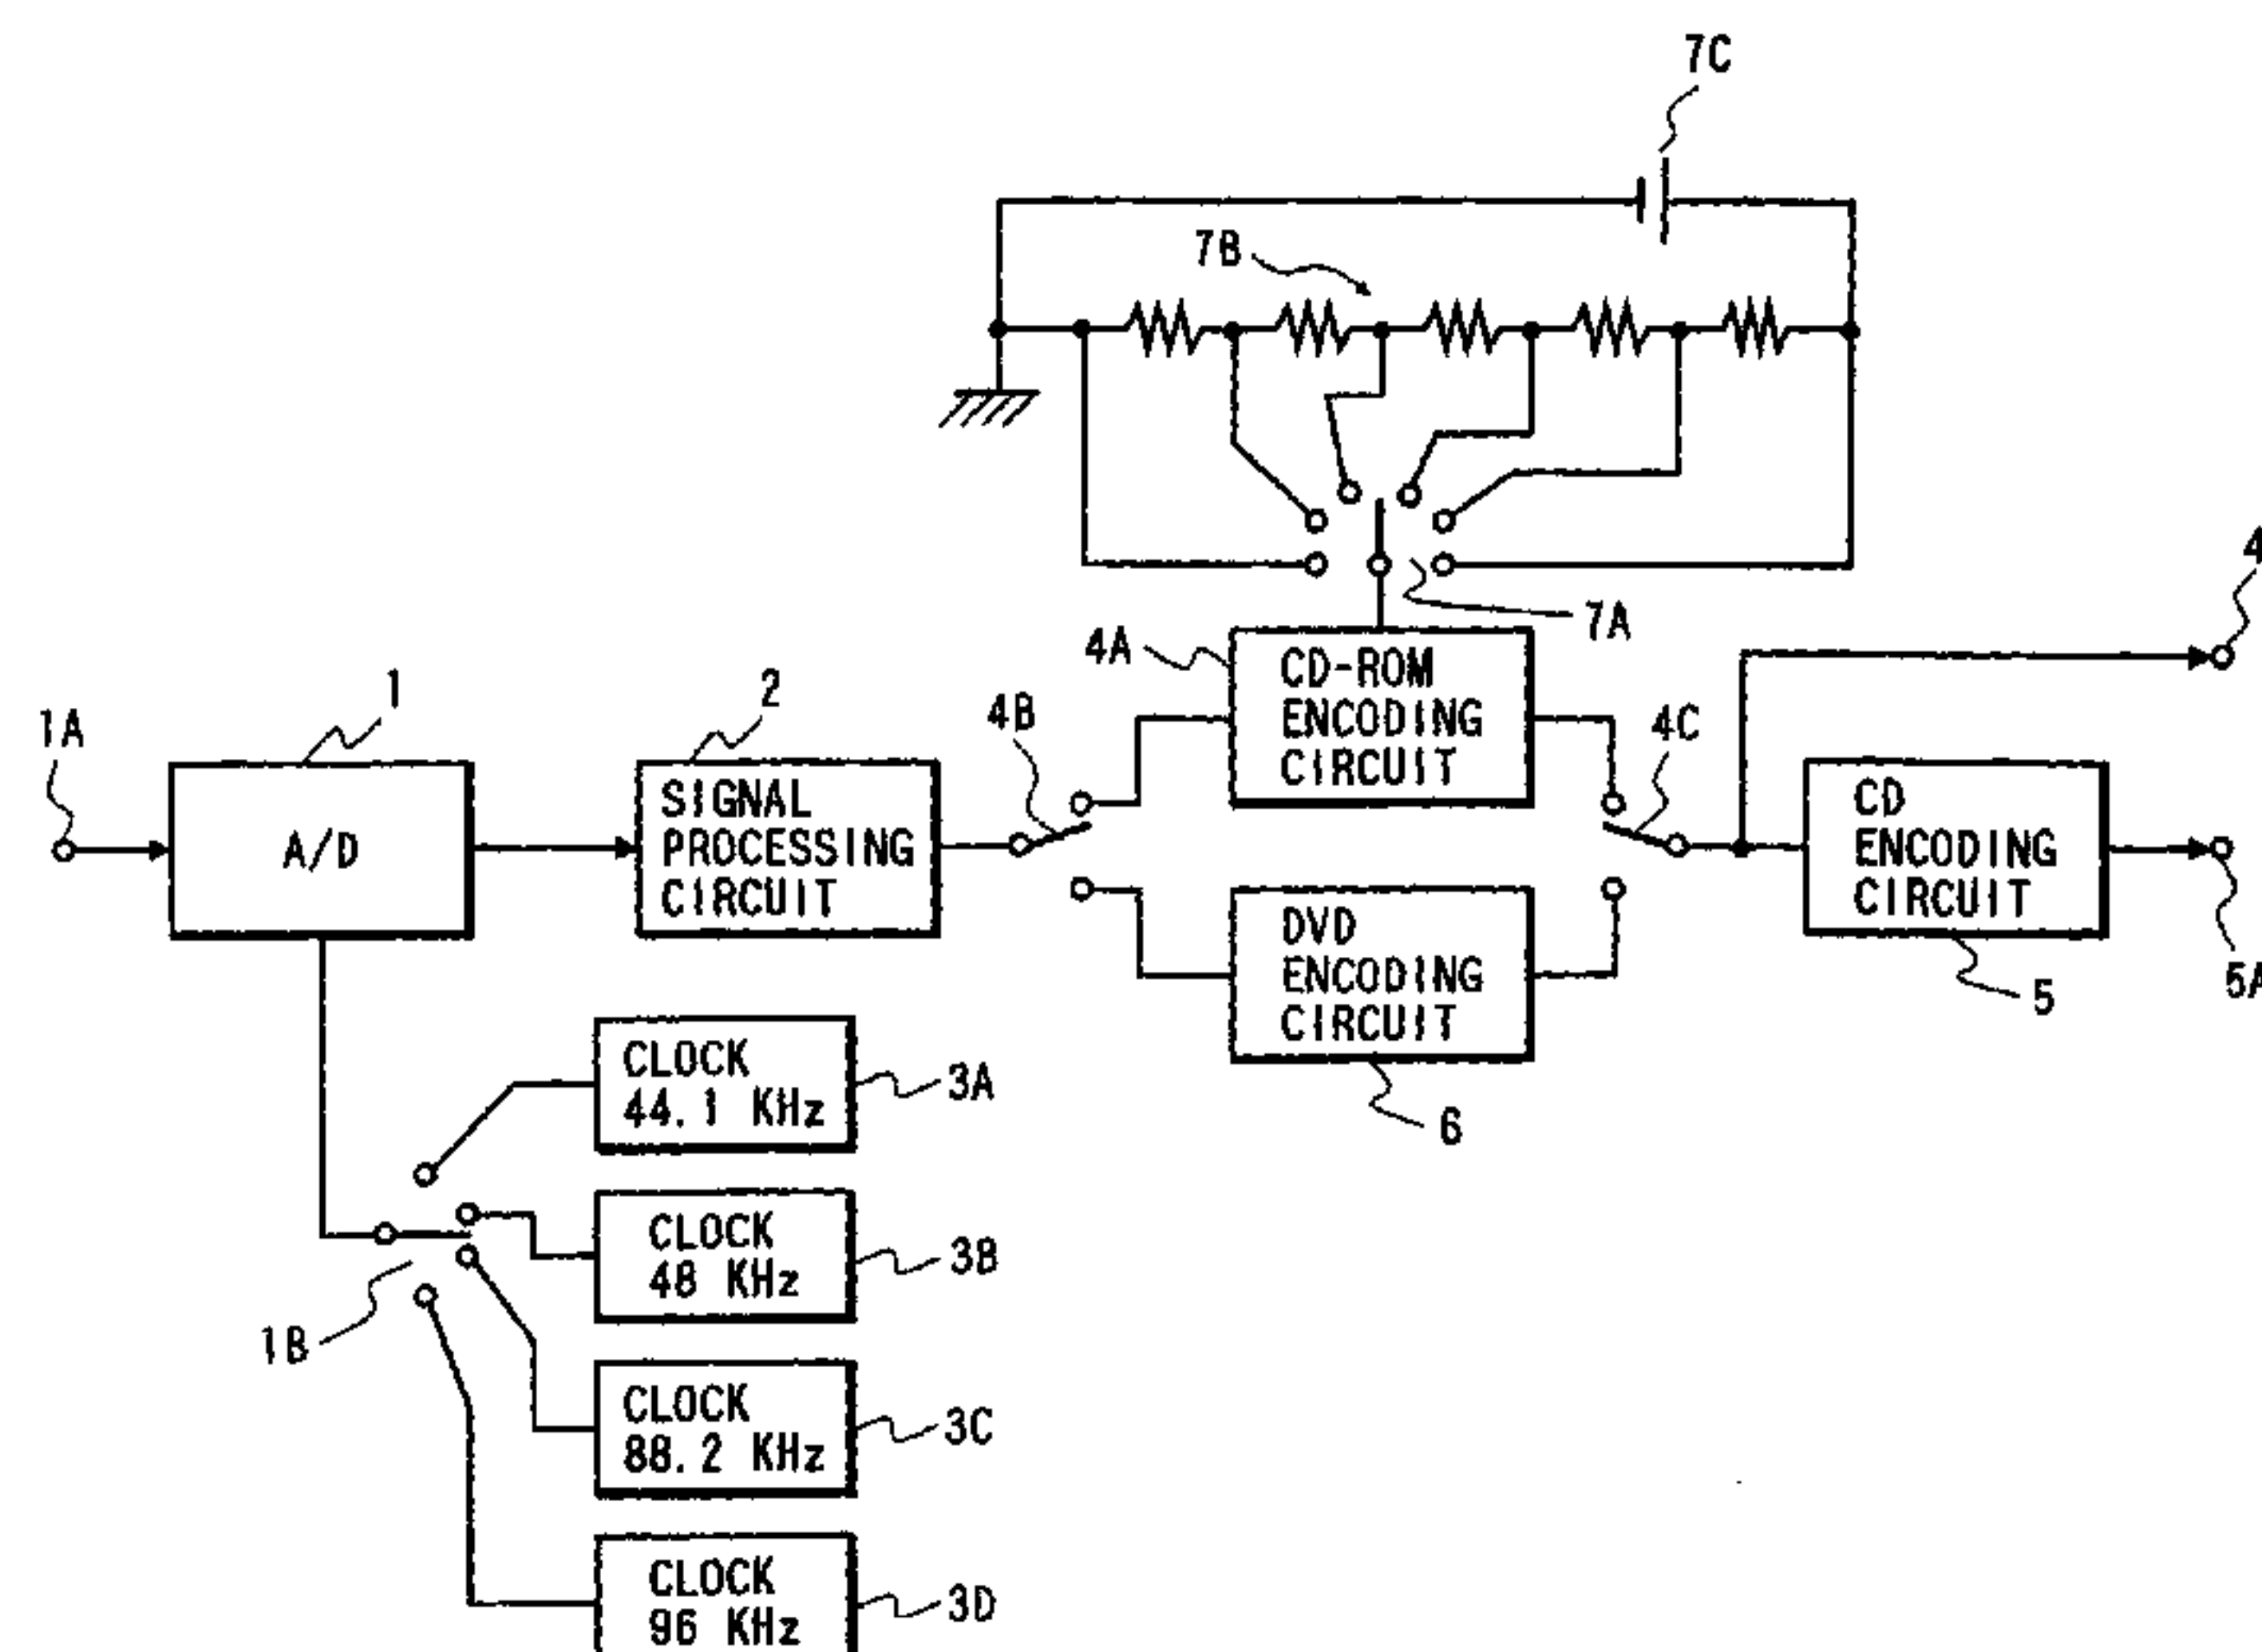 7C
7B
7A
4A
CD-ROM
ENCODING
CIRCUIT
4
1A
1
A/D
2
SIGNAL
PROCESSING
CIRCUIT
4B
4C
CD
ENCODING
CIRCUIT
5
5A
DVD
ENCODING
CIRCUIT
6
CLOCK
44.1 KHz
3A
CLOCK
48 KHz
3B
1B
CLOCK
88.2 KHz
3C
CLOCK
96 KHz
3D